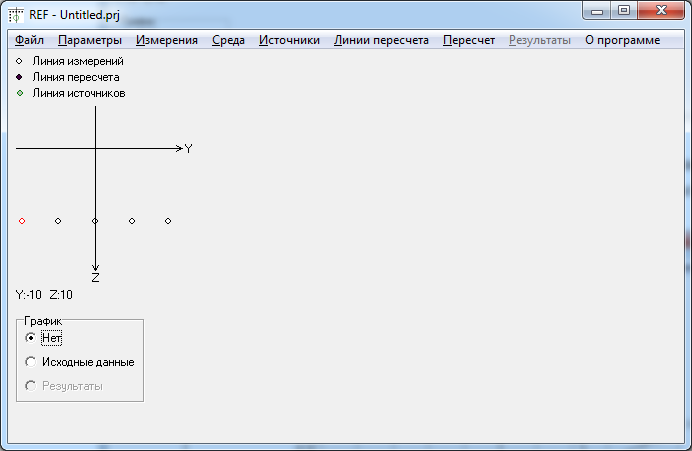 REF - Untitled.prj
Файл Параметры Измерения Среда Источники Линии пересчета Пересчет Результаты О программе
Линия измерений
Линия пересчета
Линия источников
Y
Z
Y:-10 Z:10
График
Нет
Исходные данные
Результаты